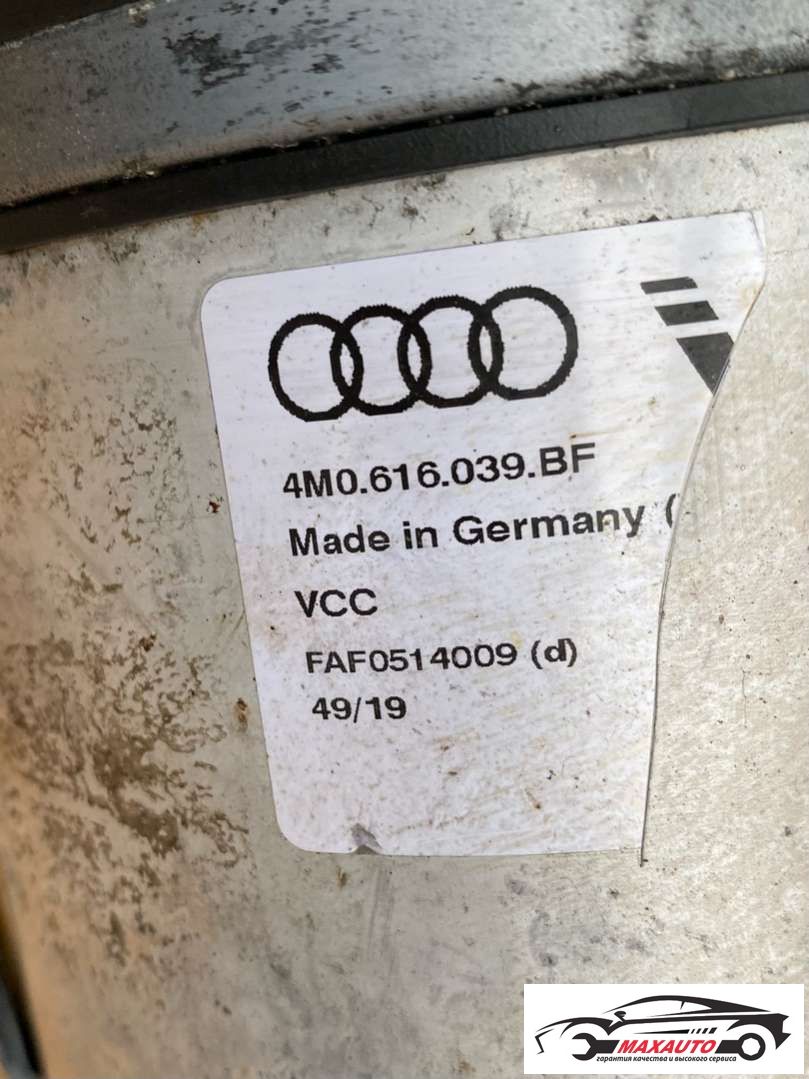 4M0.616.039.BF
Made in Germany (
VCC
FAF0514009 (d)
49/19
MAXAUTO
гарантия качества и высокого сервиса